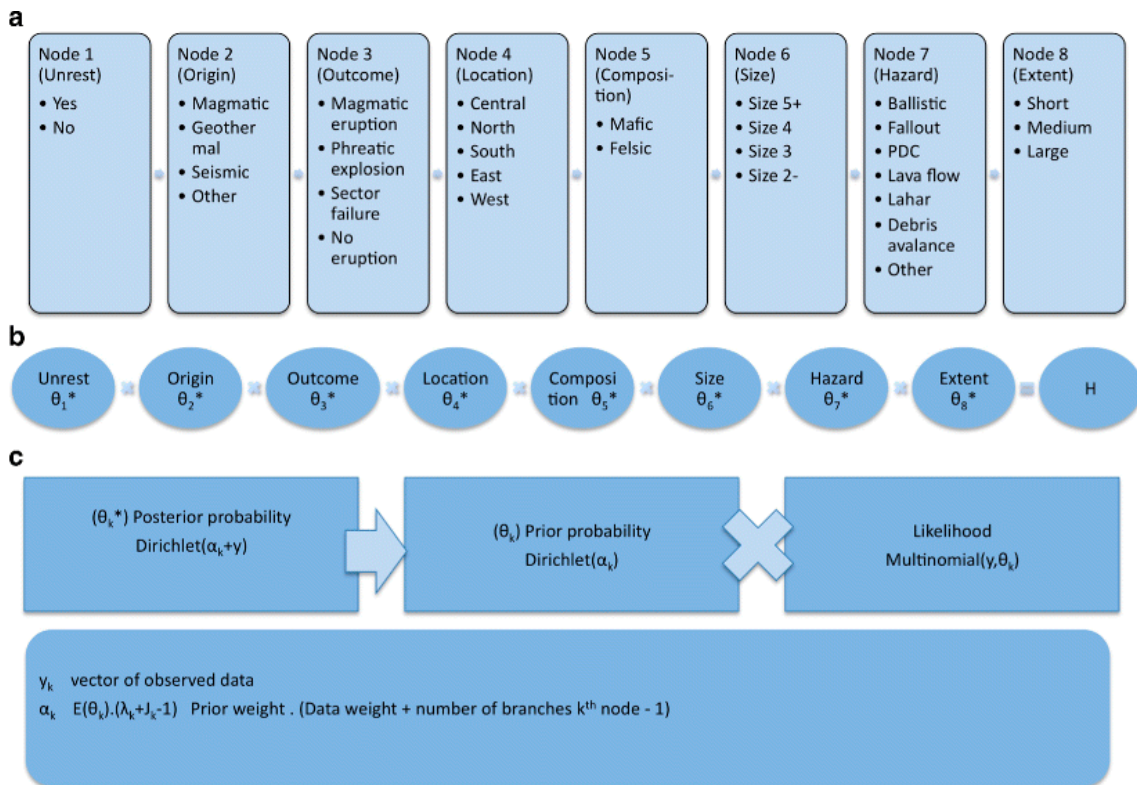 a
Node 1
(Unrest)
• Yes
• No
Node 2
(Origin)
• Magmatic
• Geother
mal
• Seismic
• Other
Node 3
(Outcome)
• Magmatic
eruption
• Phreatic
explosion
• Sector
failure
• No
eruption
Node 4
(Location)
• Central
• North
• South
• East
• West
Node 5
(Composi-
tion)
• Mafic
• Felsic
Node 6
(Size)
• Size 5+
• Size 4
• Size 3
• Size 2-
Node 7
(Hazard)
• Ballistic
• Fallout
• PDC
• Lava flow
• Lahar
• Debris
avalance
• Other
Node 8
(Extent)
• Short
• Medium
• Large
b
Unrest
θ₁*
Origin
θ₂*
Outcome
θ₃*
Location
θ₄*
Composi
tion θ₅*
Size
θ₆*
Hazard
θ₇*
Extent
θ₈*
H
c
(θₖ*) Posterior probability
Dirichlet(αₖ+y)
(θₖ) Prior probability
Dirichlet(αₖ)
Likelihood
Multinomial(y,θₖ)
yₖ vector of observed data
αₖ E(θₖ).(λₖ+Jₖ-1) Prior weight . (Data weight + number of branches kᵗʰ node - 1)